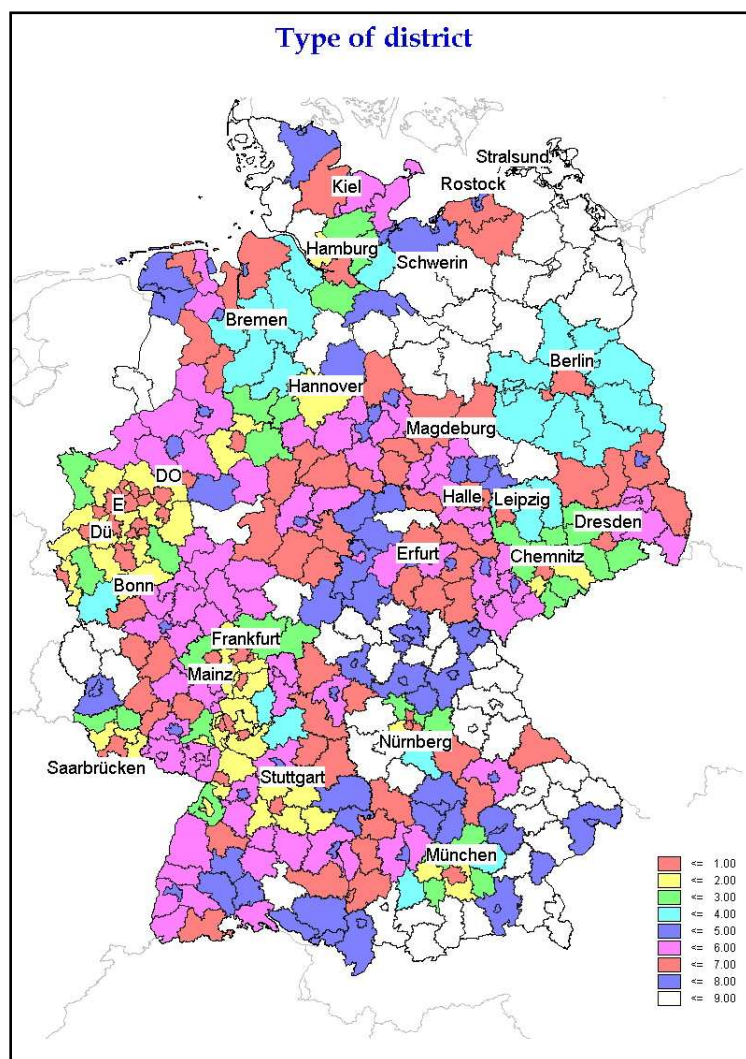 Type of district
Stralsund
Rostock
Kiel
Hamburg
Schwerin
Bremen
Berlin
Hannover
Magdeburg
DO
E
Halle
Leipzig
Dü
Dresden
Erfurt
Chemnitz
Bonn
Frankfurt
Mainz
Nürnberg
Saarbrücken
Stuttgart
München
<= 1.00
<= 2.00
<= 3.00
<= 4.00
<= 5.00
<= 6.00
<= 7.00
<= 8.00
<= 9.00